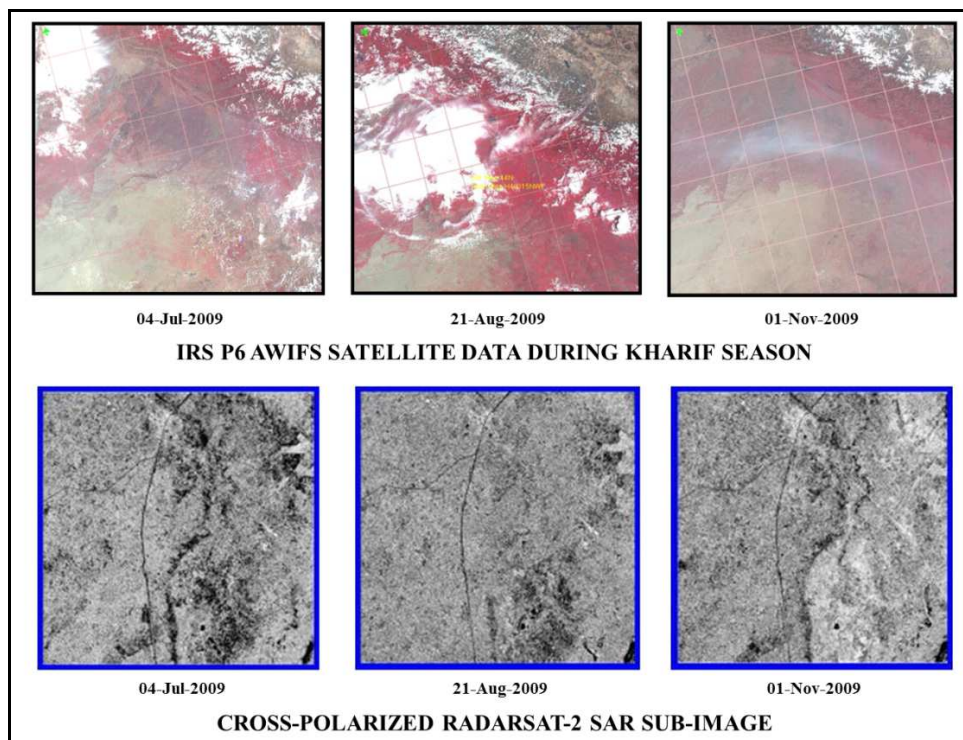 04-Jul-2009
21-Aug-2009
01-Nov-2009
IRS P6 AWIFS SATELLITE DATA DURING KHARIF SEASON
04-Jul-2009
21-Aug-2009
01-Nov-2009
CROSS-POLARIZED RADARSAT-2 SAR SUB-IMAGE